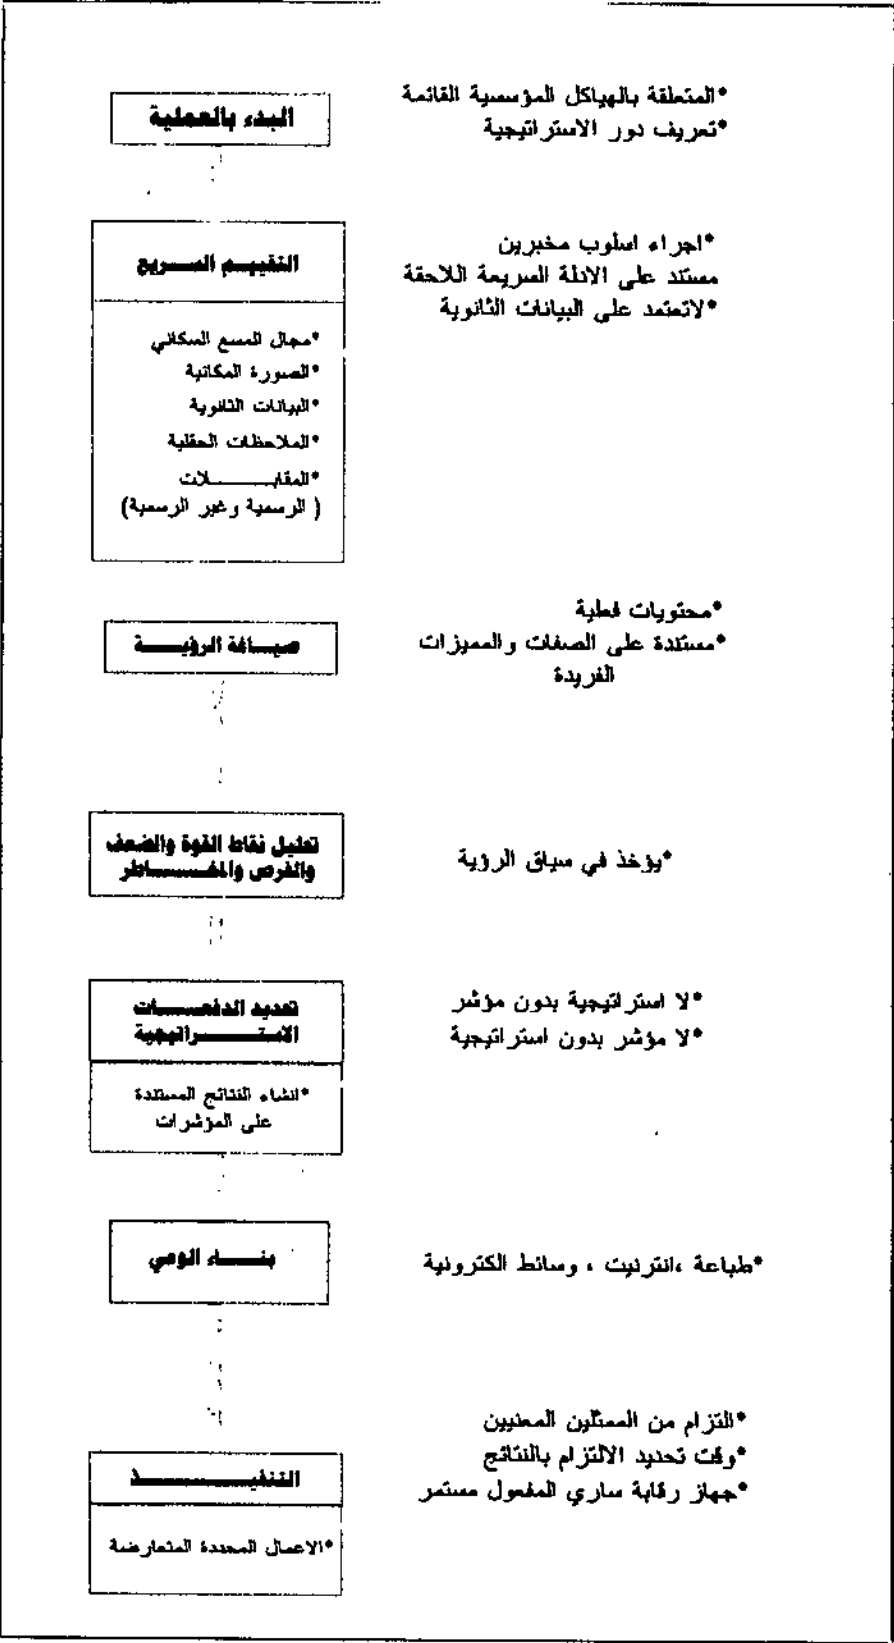 البدء بالعملية
*المتعلقة بالهياكل المؤسسية القائمة
*تعريف دور الاستراتيجية
التقييم السريع
*مجال المسح السكاني
*الصورة المكانية
*البيانات الثانوية
*الملاحظات الحقلية
*المقابلات
(الرسمية وغير الرسمية)
*اجراء اسلوب مخبرين
مستند على الادلة السريعة اللاحقة
*لاتعتمد على البيانات الثانوية
صياغة الرؤية
*محتويات فعلية
*مستندة على الصفات والمميزات
الفريدة
تحليل نقاط القوة والضعف
والفرص والمخاطر
*يؤخذ في سياق الرؤية
تحديد الدفعات
الاستراتيجية
*انشاء النتائج المستندة
على المؤشرات
*لا استراتيجية بدون مؤشر
*لا مؤشر بدون استراتيجية
بناء الوعي
*طباعة ،انترنيت ، وسائط الكترونية
التنفيذ
*الاعمال المحددة المتعارضة
*التزام من الممثلين المعنيين
*وقت تحديد الالتزام بالنتائج
*جهاز رقابة ساري المفعول مستمر